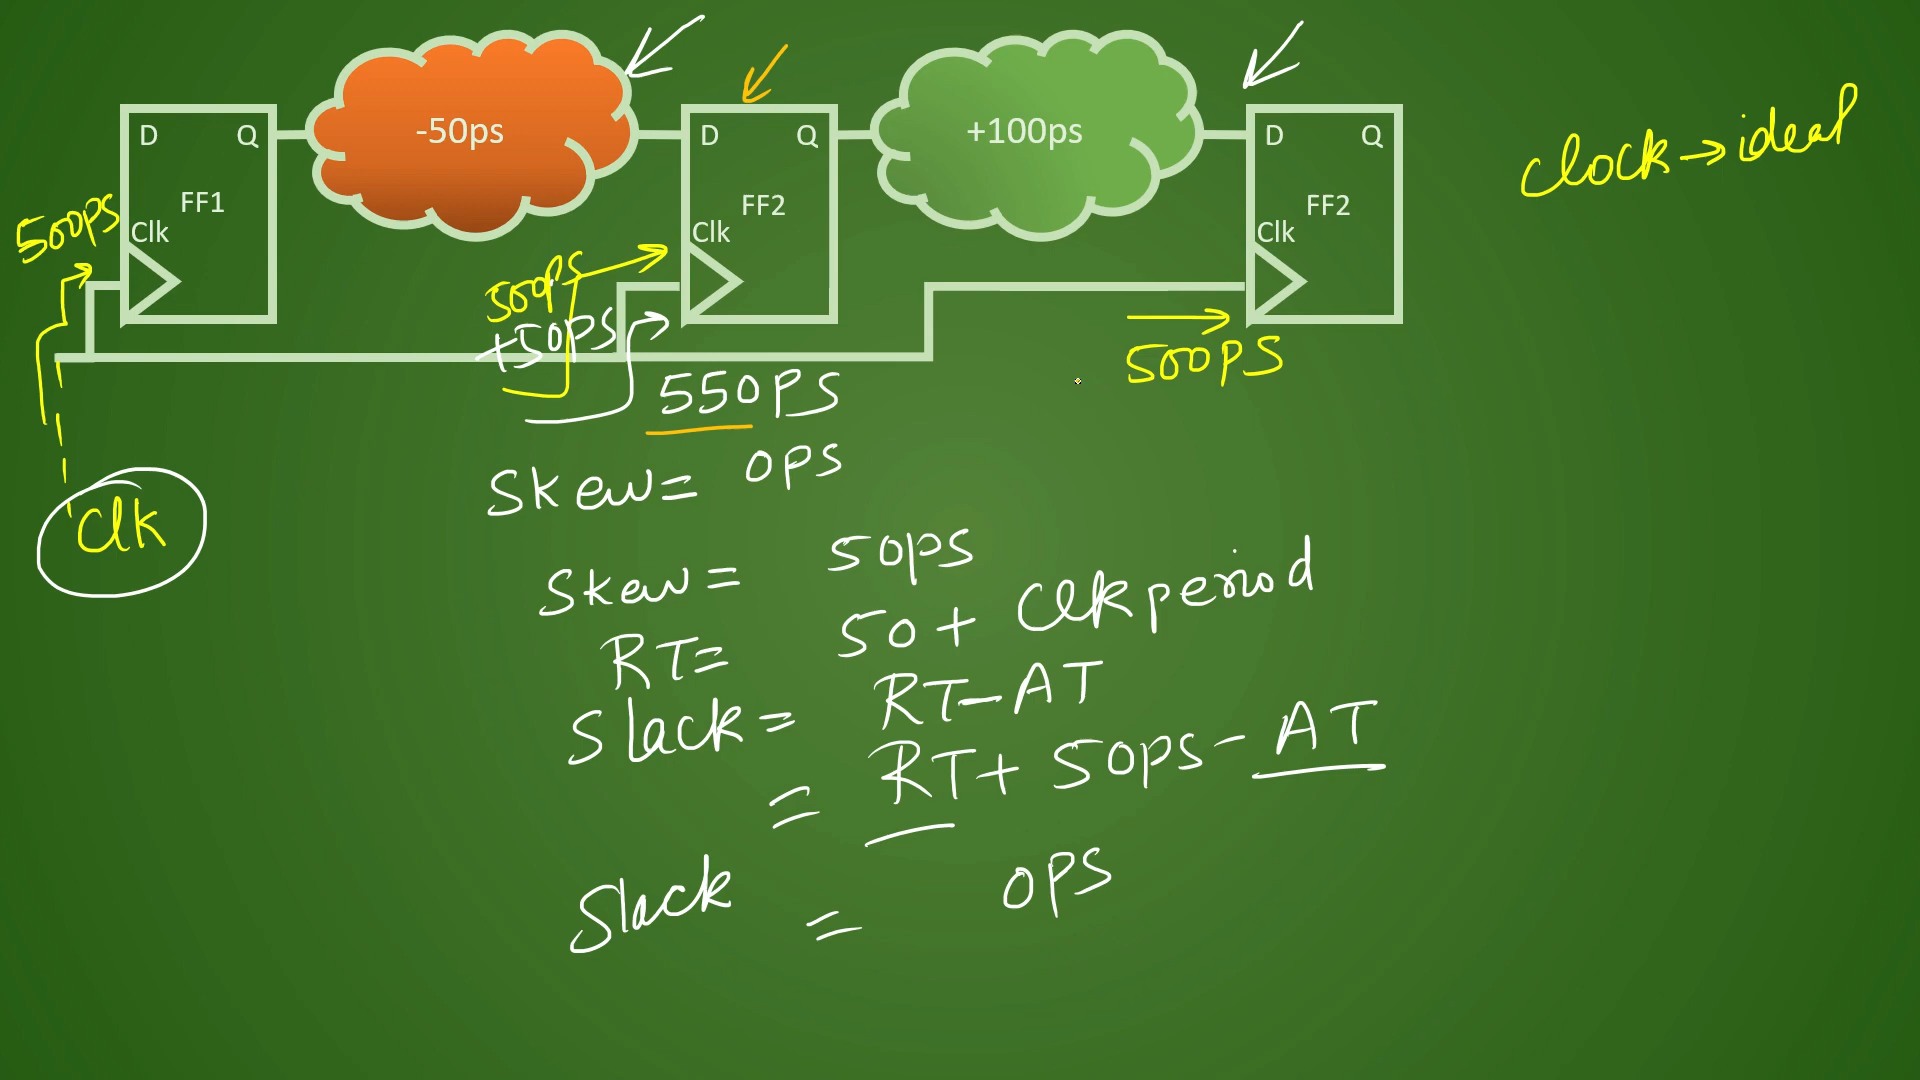 -50ps
+100ps
D Q
FF1
Clk
D Q
FF2
Clk
D Q
FF2
Clk
clock → ideal
500ps
500ps
+50ps
500ps
550ps
clk
Skew = 0ps
Skew = 50ps
RT = 50 + clk period
Slack = RT - AT
= RT + 50ps - AT
Slack = 0ps